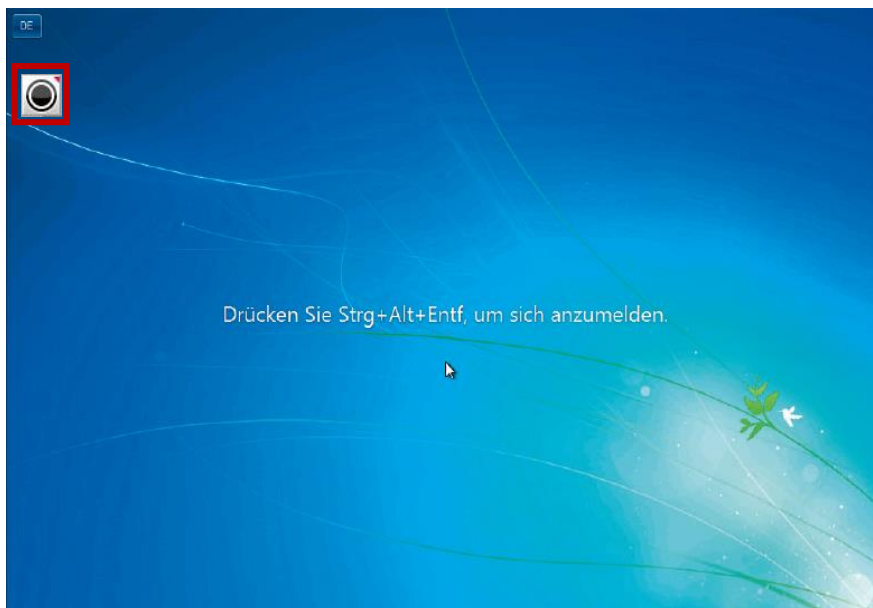 DE
Drücken Sie Strg+Alt+Entf, um sich anzumelden.